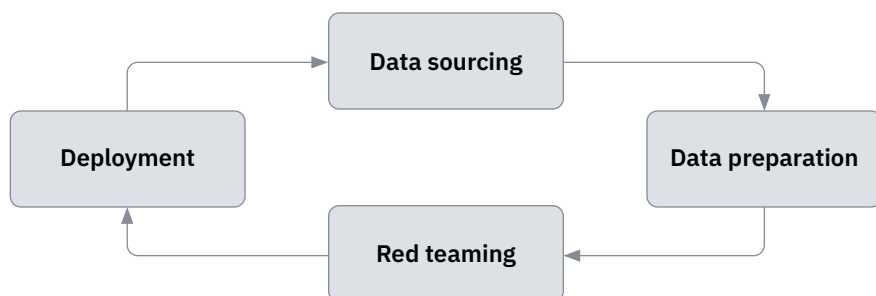 Data sourcing
Deployment
Data preparation
Red teaming